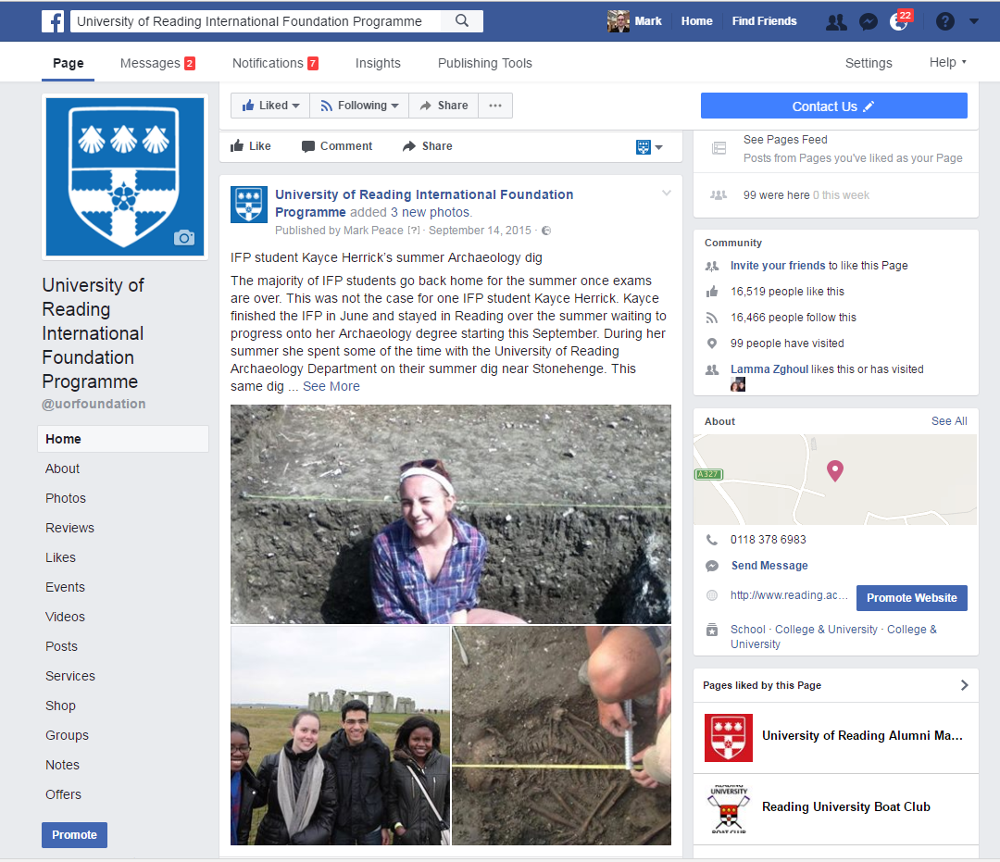 University of Reading International Foundation Programme
Mark
Home
Find Friends
22
?
Page
Messages 2
Notifications 7
Insights
Publishing Tools
Settings
Help
Liked
Following
Share
...
Contact Us
Like
Comment
Share
University of Reading International Foundation Programme
@uorfoundation
Home
About
Photos
Reviews
Likes
Events
Videos
Posts
Services
Shop
Groups
Notes
Offers
Promote
University of Reading International Foundation
Programme added 3 new photos.
Published by Mark Peace [?] · September 14, 2015 ·
IFP student Kayce Herrick's summer Archaeology dig
The majority of IFP students go back home for the summer once exams
are over. This was not the case for one IFP student Kayce Herrick. Kayce
finished the IFP in June and stayed in Reading over the summer waiting to
progress onto her Archaeology degree starting this September. During her
summer she spent some of the time with the University of Reading
Archaeology Department on their summer dig near Stonehenge. This
same dig ... See More
See Pages Feed
Posts from Pages you've liked as your Page
99 were here 0 this week
Community
Invite your friends to like this Page
16,519 people like this
16,466 people follow this
99 people have visited
Lamma Zghoul likes this or has visited
About
See All
A327
0118 378 6983
Send Message
http://www.reading.ac...
Promote Website
School · College & University · College &
University
Pages liked by this Page
University of Reading Alumni Ma...
READING
UNIVERSITY
BOAT CLUB
Reading University Boat Club